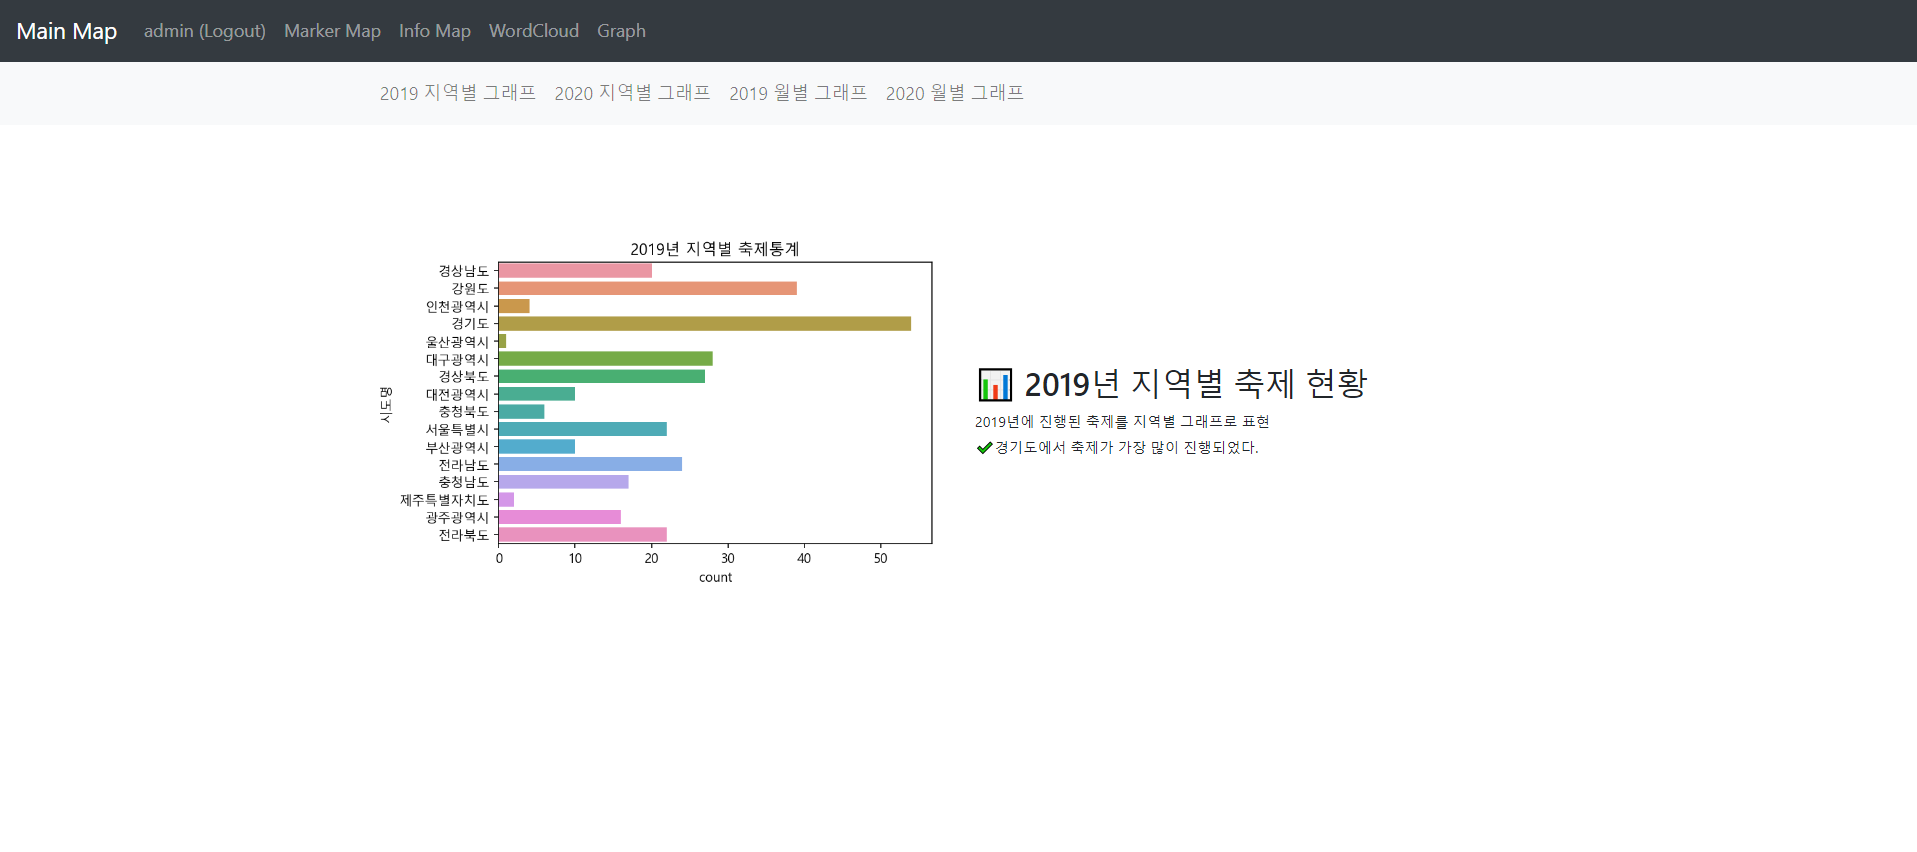 Main Map admin (Logout) Marker Map Info Map WordCloud Graph
2019 지역별 그래프 2020 지역별 그래프 2019 월별 그래프 2020 월별 그래프
2019년 지역별 축제통계
시도명
경상남도
강원도
인천광역시
경기도
울산광역시
대구광역시
경상북도
대전광역시
충청북도
서울특별시
부산광역시
전라남도
충청남도
제주특별자치도
광주광역시
전라북도
0 10 20 30 40 50
count
📊 2019년 지역별 축제 현황
2019년에 진행된 축제를 지역별 그래프로 표현
✔경기도에서 축제가 가장 많이 진행되었다.